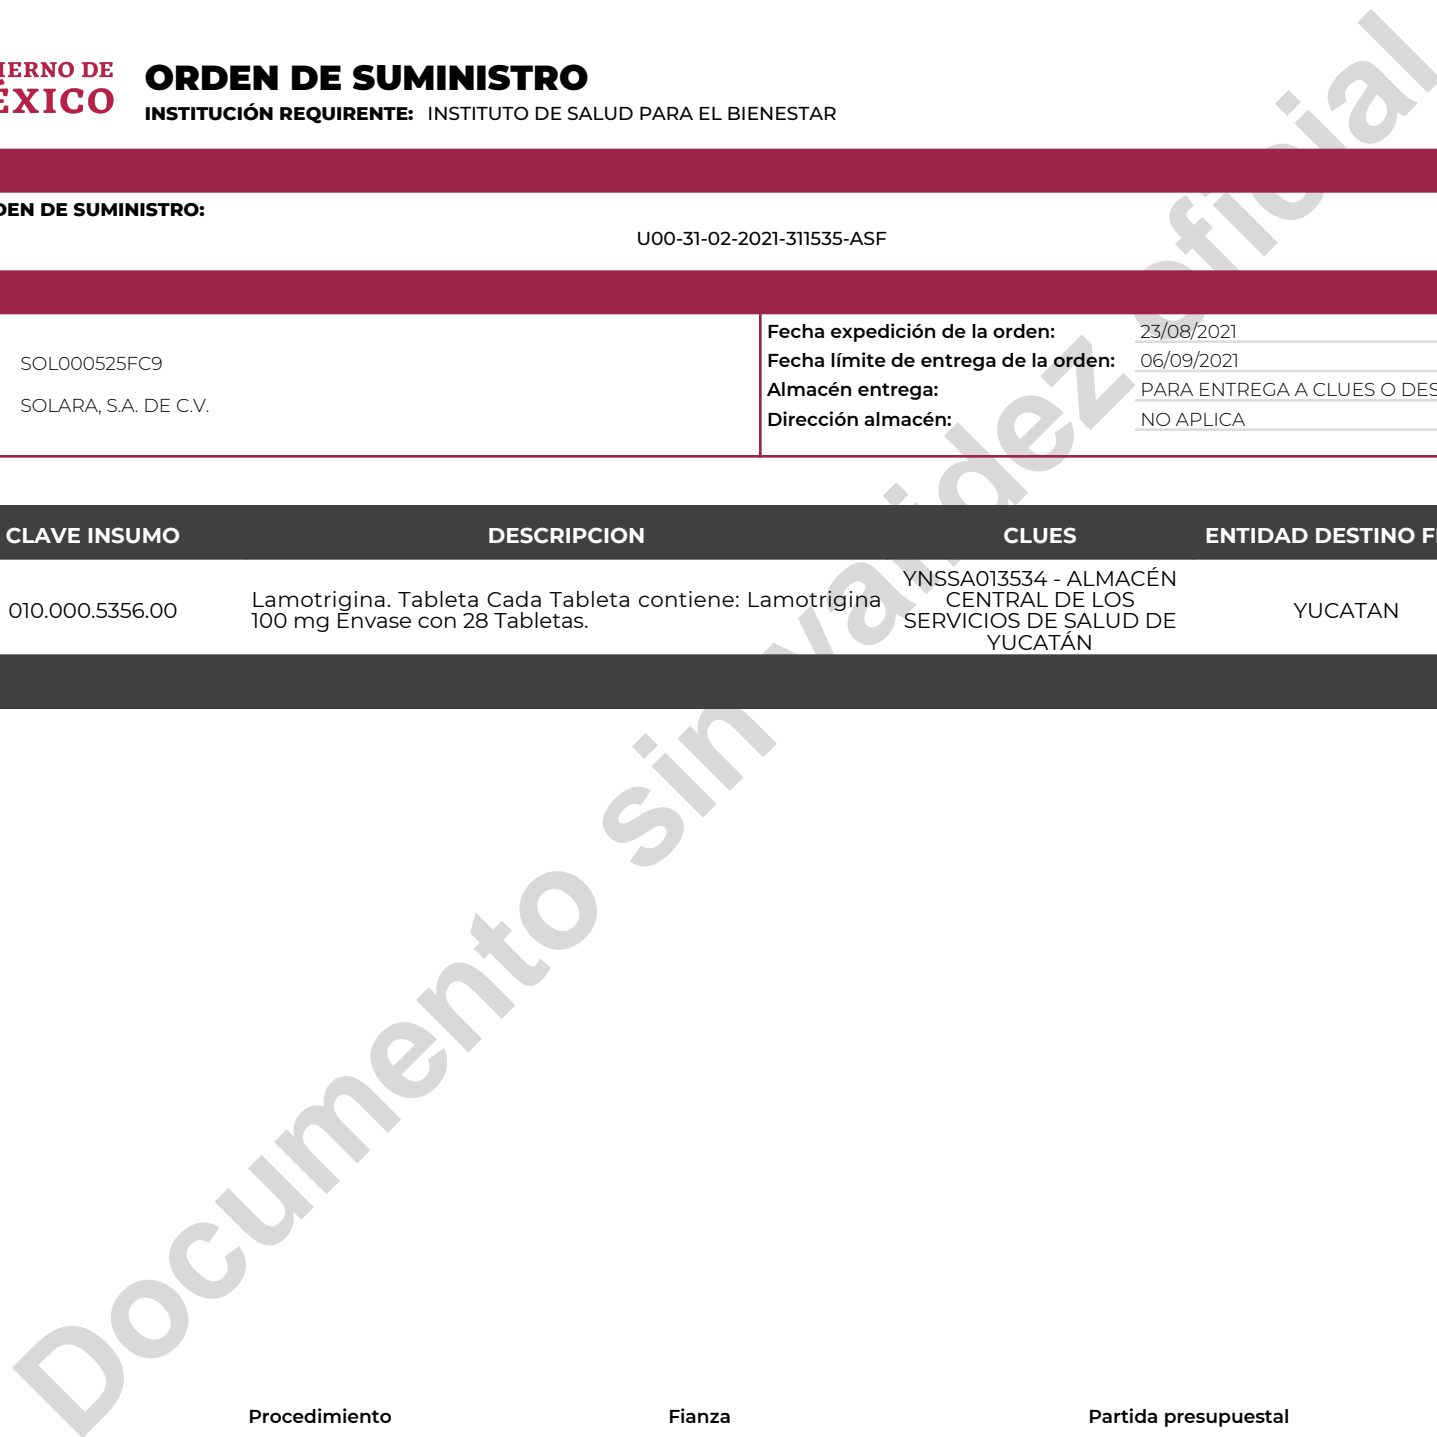 IERNO DE
ÉXICO
ORDEN DE SUMINISTRO
INSTITUCIÓN REQUIRENTE: INSTITUTO DE SALUD PARA EL BIENESTAR
DEN DE SUMINISTRO:
U00-31-02-2021-311535-ASF
SOL000525FC9
SOLARA, S.A. DE C.V.
Fecha expedición de la orden: 23/08/2021
Fecha límite de entrega de la orden: 06/09/2021
Almacén entrega: PARA ENTREGA A CLUES O DES
Dirección almacén: NO APLICA
CLAVE INSUMO DESCRIPCION CLUES ENTIDAD DESTINO F
010.000.5356.00
Lamotrigina. Tableta Cada Tableta contiene: Lamotrigina
100 mg Envase con 28 Tabletas.
YNSSA013534 - ALMACÉN
CENTRAL DE LOS
SERVICIOS DE SALUD DE
YUCATÁN
YUCATAN
Documento sin validez oficial
Procedimiento Fianza Partida presupuestal